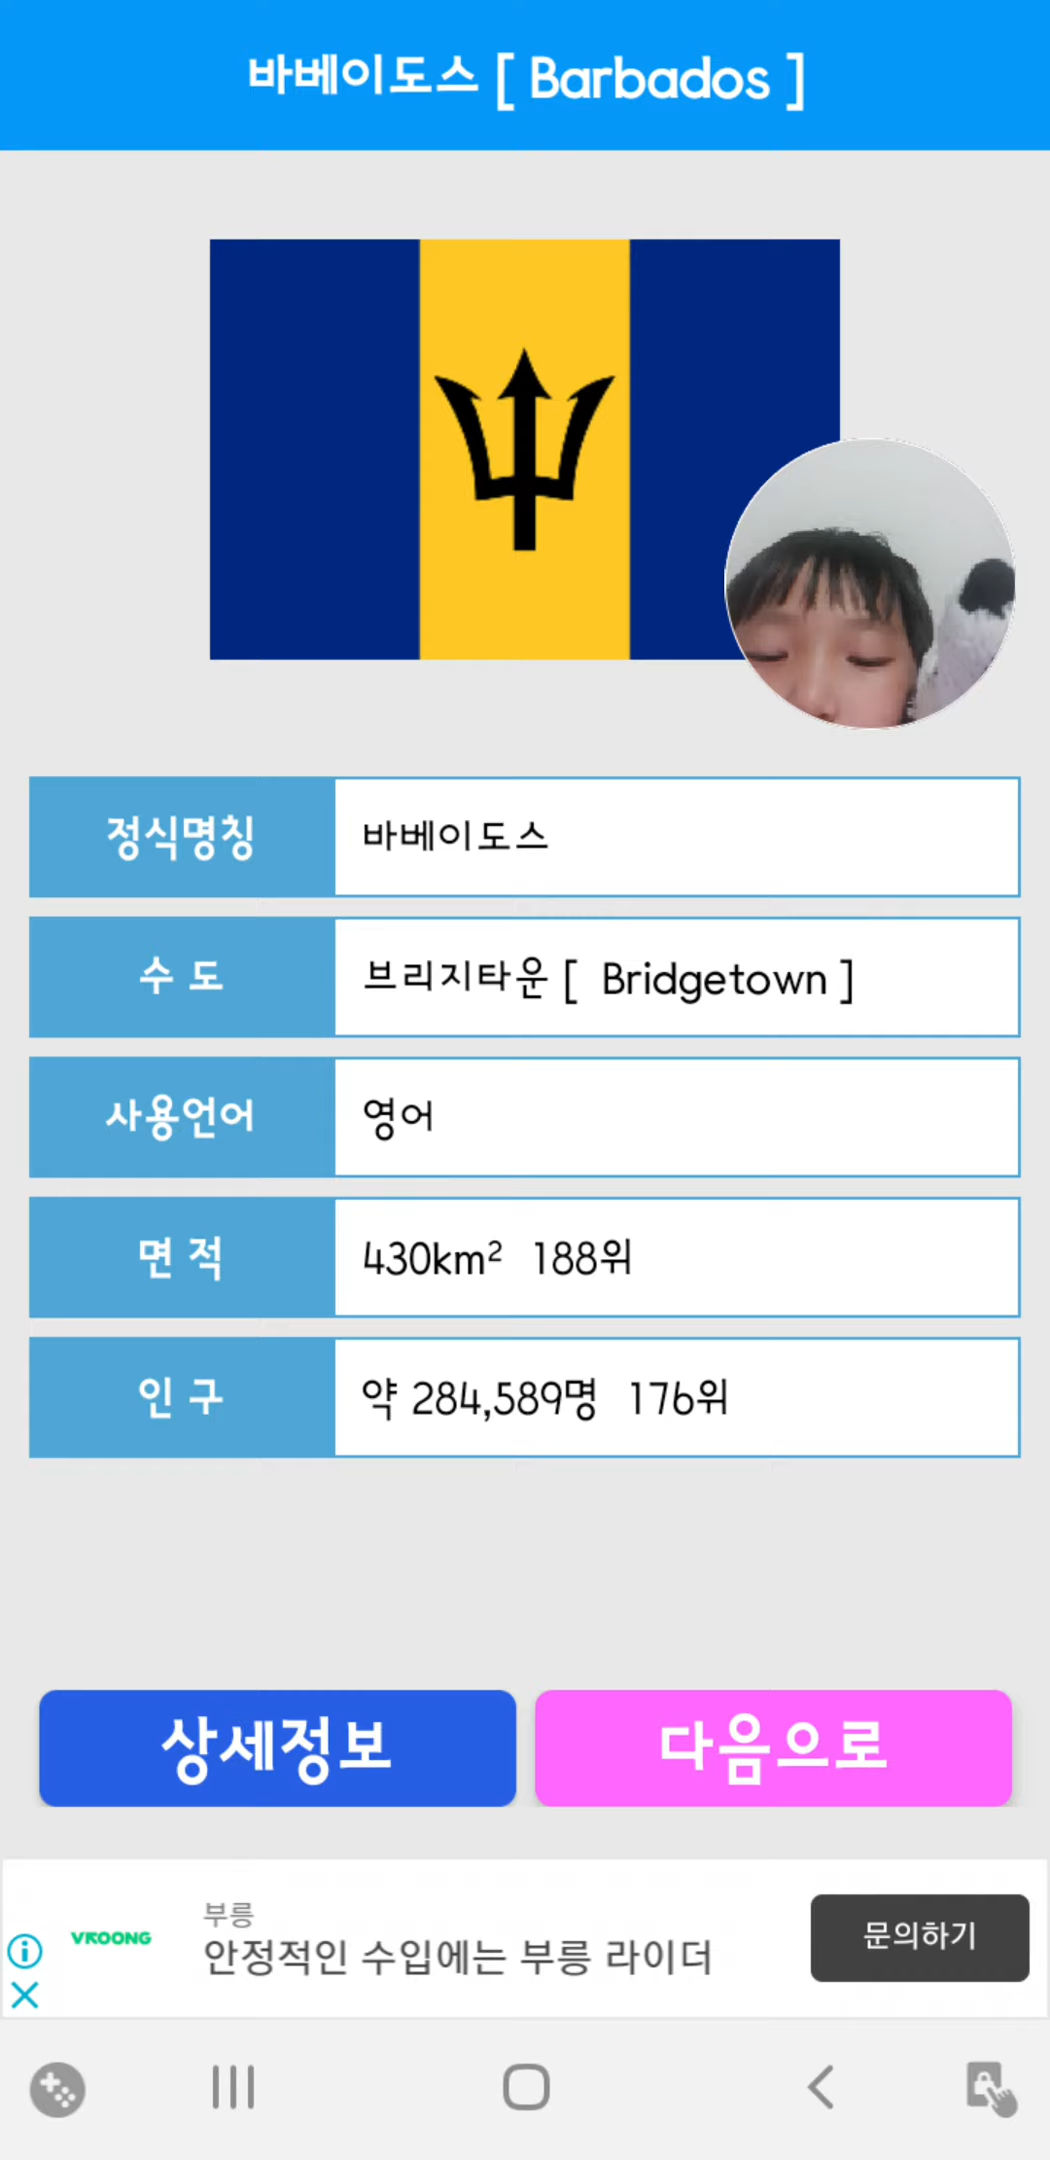 바베이도스 [ Barbados ]
정식명칭 바베이도스
수 도 브리지타운 [ Bridgetown ]
사용언어 영어
면 적 430km² 188위
인 구 약 284,589명 176위
상세정보 다음으로
부릉
VROONG 안정적인 수입에는 부릉 라이더 문의하기